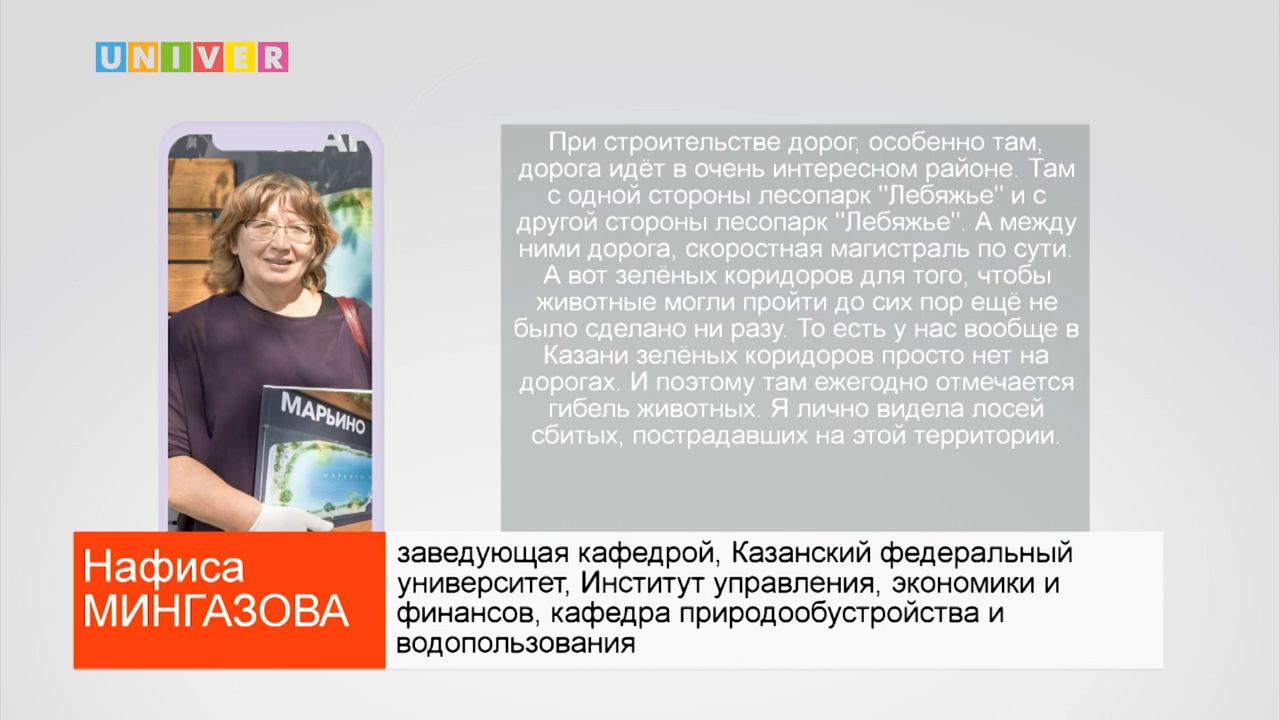 UNIVER
При строительстве дорог, особенно там,
дорога идёт в очень интересном районе. Там
с одной стороны лесопарк "Лебяжье" и с
другой стороны лесопарк "Лебяжье". А между
ними дорога, скоростная магистраль по сути.
А вот зелёных коридоров для того, чтобы
животные могли пройти до сих пор ещё не
было сделано ни разу. То есть у нас вообще в
Казани зелёных коридоров просто нет на
дорогах. И поэтому там ежегодно отмечается
гибель животных. Я лично видела лосей
сбитых, пострадавших на этой территории.
МАРЬИНО
Нафиса
МИНГАЗОВА
заведующая кафедрой, Казанский федеральный
университет, Институт управления, экономики и
финансов, кафедра природообустройства и
водопользования